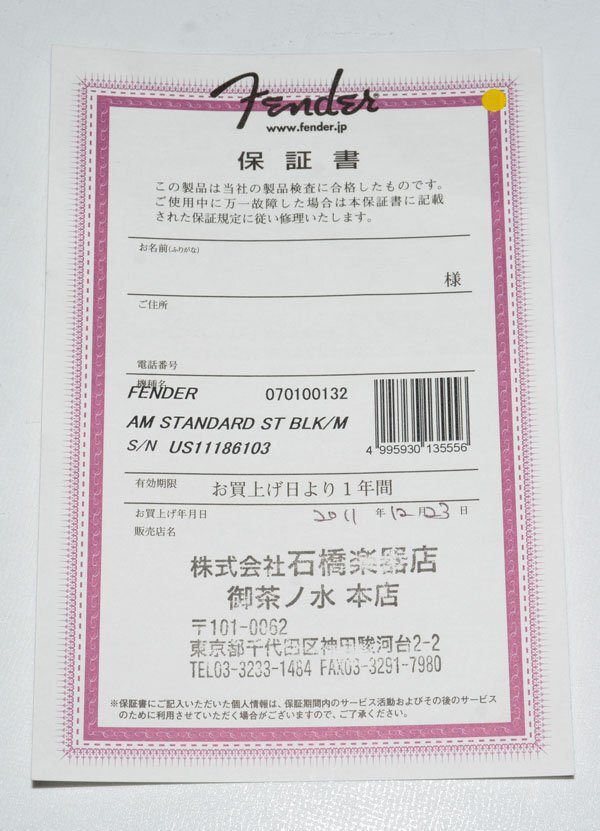 Fender
www.fender.jp
保証書
この製品は当社の製品検査に合格したものです。
ご使用中に万一故障した場合は本保証書に記載
された保証規定に従い修理いたします。
お名前(ふりがな)
様
ご住所
電話番号
機種名
FENDER 070100132
AM STANDARD ST BLK/M
S/N US11186103
4 995930 135556
有効期限 お買上げ日より1年間
お買上げ年月日 2011 年 12 月 23 日
販売店名
株式会社石橋楽器店
御茶ノ水 本店
〒101-0062
東京都千代田区神田駿河台2-2
TEL03-3233-1484 FAX03-3291-7980
※保証書にご記入いただいた個人情報は、保証期間内のサービス活動およびその後のサービス
のために利用させていただく場合がございますので、ご了承ください。